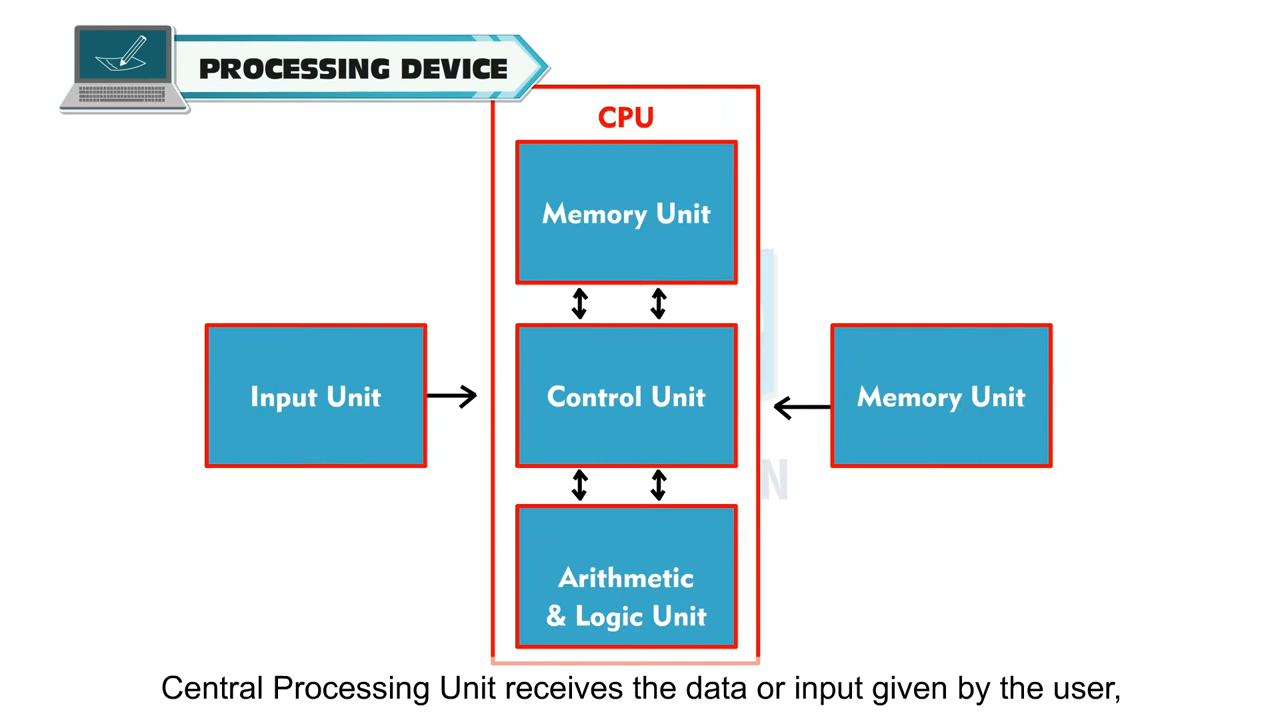 PROCESSING DEVICE
CPU
Memory Unit
Input Unit
Control Unit
Memory Unit
Arithmetic
& Logic Unit
Central Processing Unit receives the data or input given by the user,